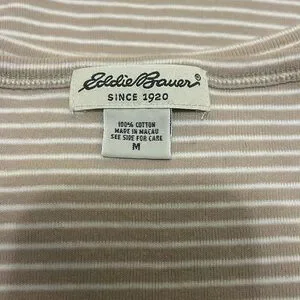 Eddie Bauer®
SINCE 1920
100% COTTON
MADE IN MACAU
SEE SIDE FOR CARE
M